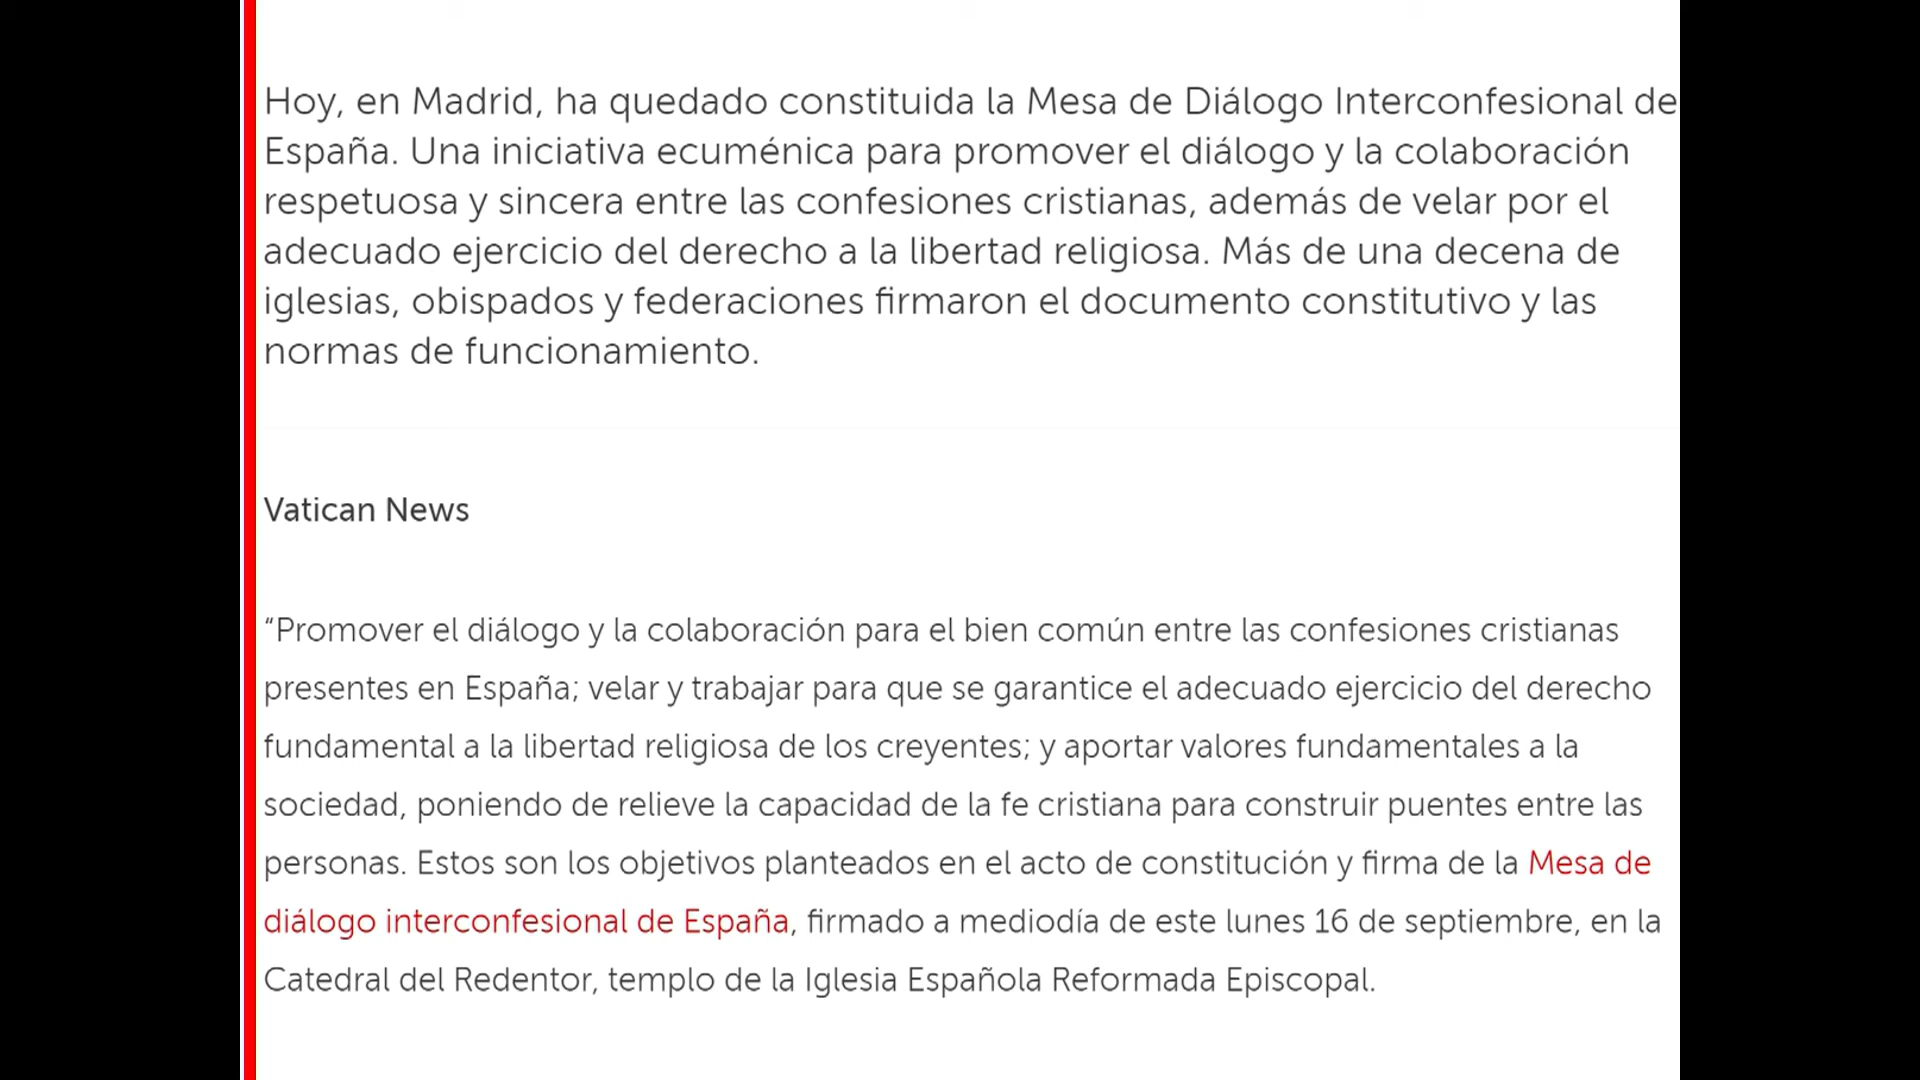 Hoy, en Madrid, ha quedado constituida la Mesa de Diálogo Interconfesional de
España. Una iniciativa ecuménica para promover el diálogo y la colaboración
respetuosa y sincera entre las confesiones cristianas, además de velar por el
adecuado ejercicio del derecho a la libertad religiosa. Más de una decena de
iglesias, obispados y federaciones firmaron el documento constitutivo y las
normas de funcionamiento.
Vatican News
“Promover el diálogo y la colaboración para el bien común entre las confesiones cristianas
presentes en España; velar y trabajar para que se garantice el adecuado ejercicio del derecho
fundamental a la libertad religiosa de los creyentes; y aportar valores fundamentales a la
sociedad, poniendo de relieve la capacidad de la fe cristiana para construir puentes entre las
personas. Estos son los objetivos planteados en el acto de constitución y firma de la Mesa de
diálogo interconfesional de España, firmado a mediodía de este lunes 16 de septiembre, en la
Catedral del Redentor, templo de la Iglesia Española Reformada Episcopal.